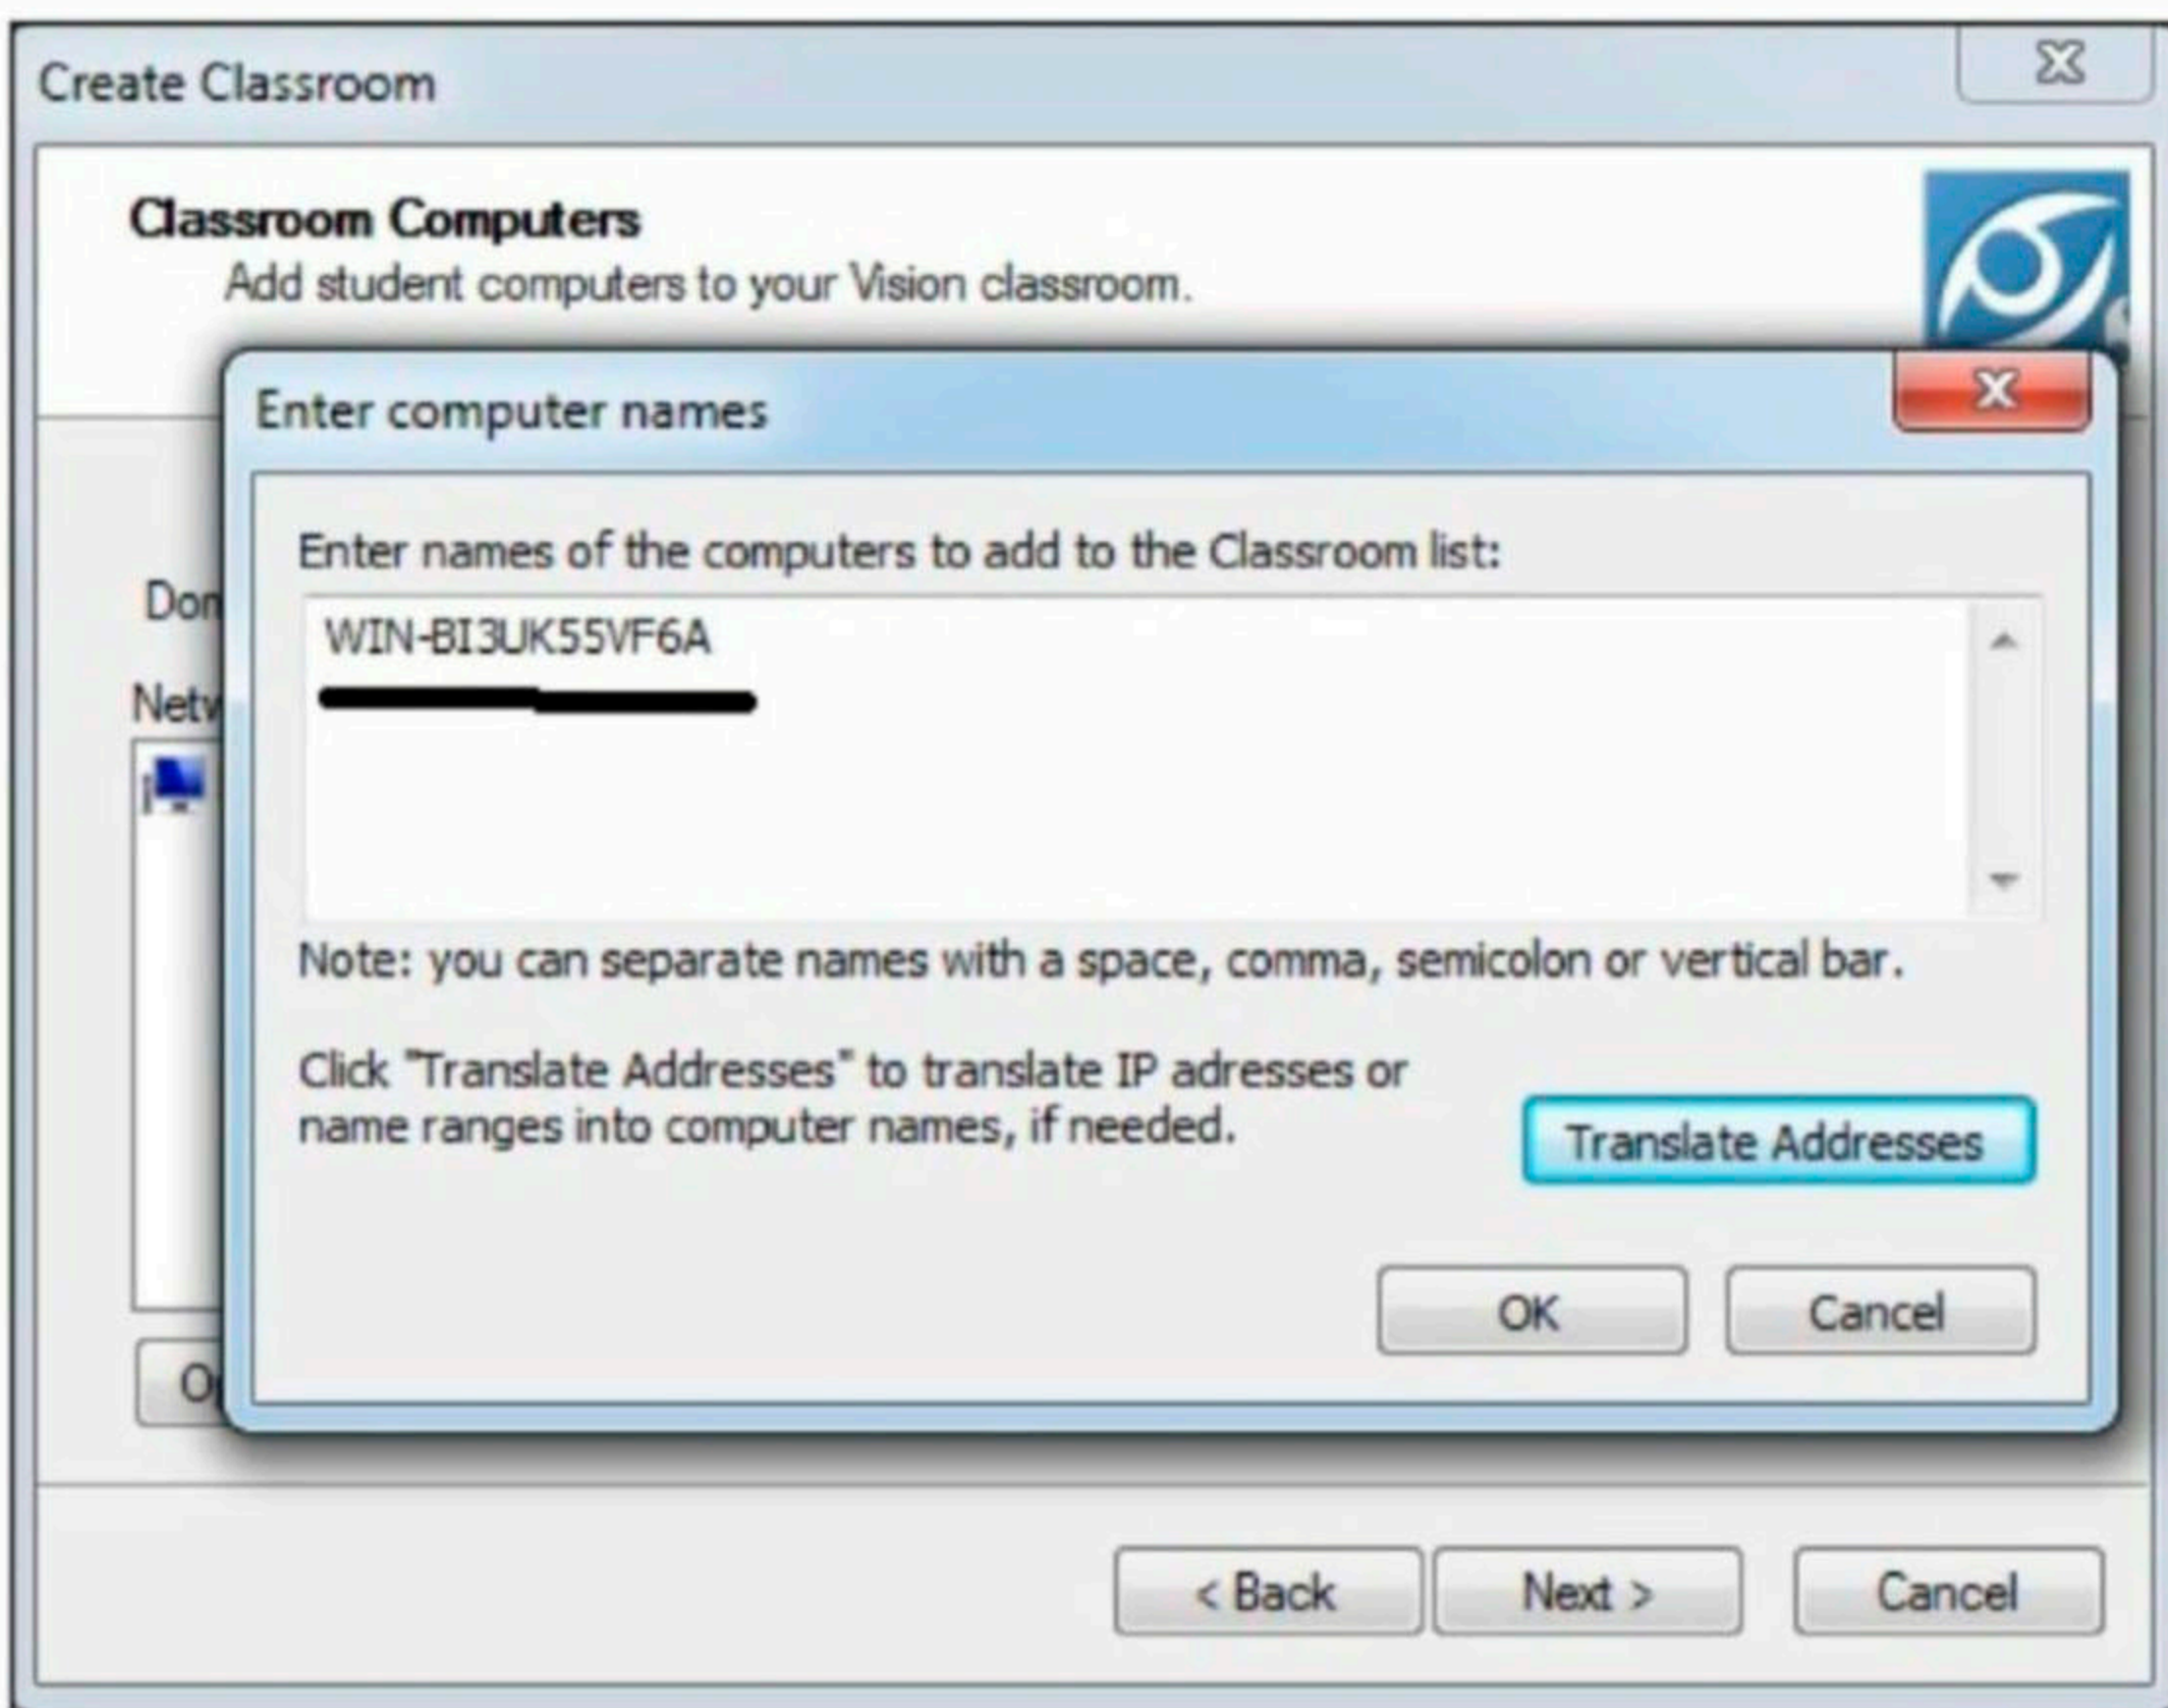 Create Classroom
Classroom Computers
Add student computers to your Vision classroom.
Enter computer names
Enter names of the computers to add to the Classroom list:
WIN-BI3UK55VF6A
Note: you can separate names with a space, comma, semicolon or vertical bar.
Click "Translate Addresses" to translate IP adresses or
name ranges into computer names, if needed.
Translate Addresses
OK
Cancel
< Back
Next >
Cancel